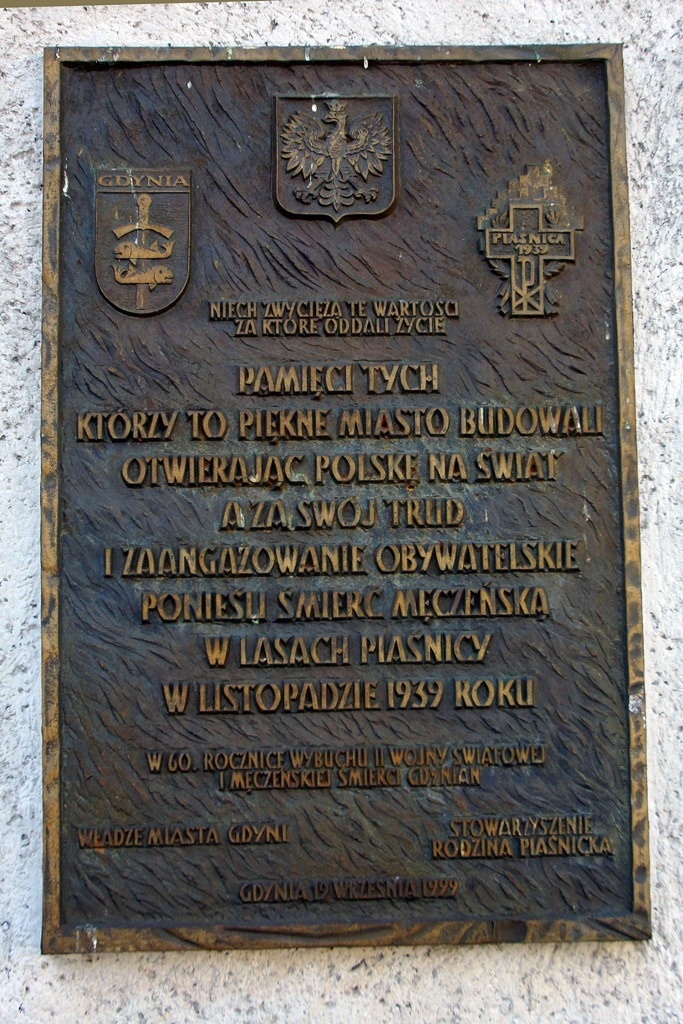 GDYNIA
PIAŚNICA
1939
NIECH ZWYCIĘŻĄ TE WARTOŚCI
ZA KTÓRE ODDALI ŻYCIE
PAMIĘCI TYCH
KTÓRZY TO PIĘKNE MIASTO BUDOWALI
OTWIERAJĄC POLSKĘ NA ŚWIAT
A ZA SWÓJ TRUD
I ZAANGAŻOWANIE OBYWATELSKIE
PONIEŚLI ŚMIERĆ MĘCZEŃSKĄ
W LASACH PIAŚNICY
W LISTOPADZIE 1939 ROKU
W 60. ROCZNICĘ WYBUCHU II WOJNY ŚWIATOWEJ
I MĘCZEŃSKIEJ ŚMIERCI GDYNIAN
WŁADZE MIASTA GDYNI
STOWARZYSZENIE
RODZINA PIAŚNICKA
GDYNIA, 19 WRZEŚNIA 1999